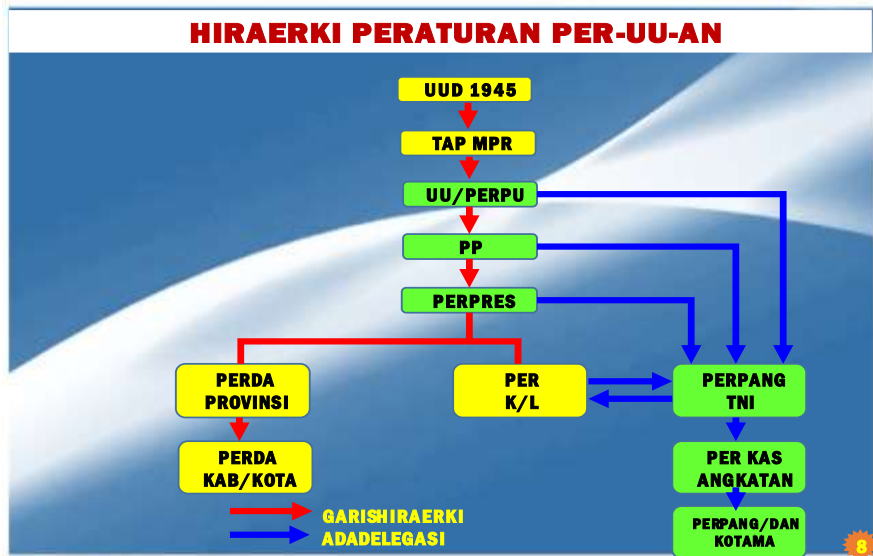 HIRAERKI PERATURAN PER-UU-AN
UUD 1945
TAP MPR
UU/PERPU
PP
PERPRES
PERDA
PROVINSI
PER
K/L
PERPANG
TNI
PERDA
KAB/KOTA
PER KAS
ANGKATAN
PERPANG/DAN
KOTAMA
GARISHIRAERKI
ADADELEGASI
8